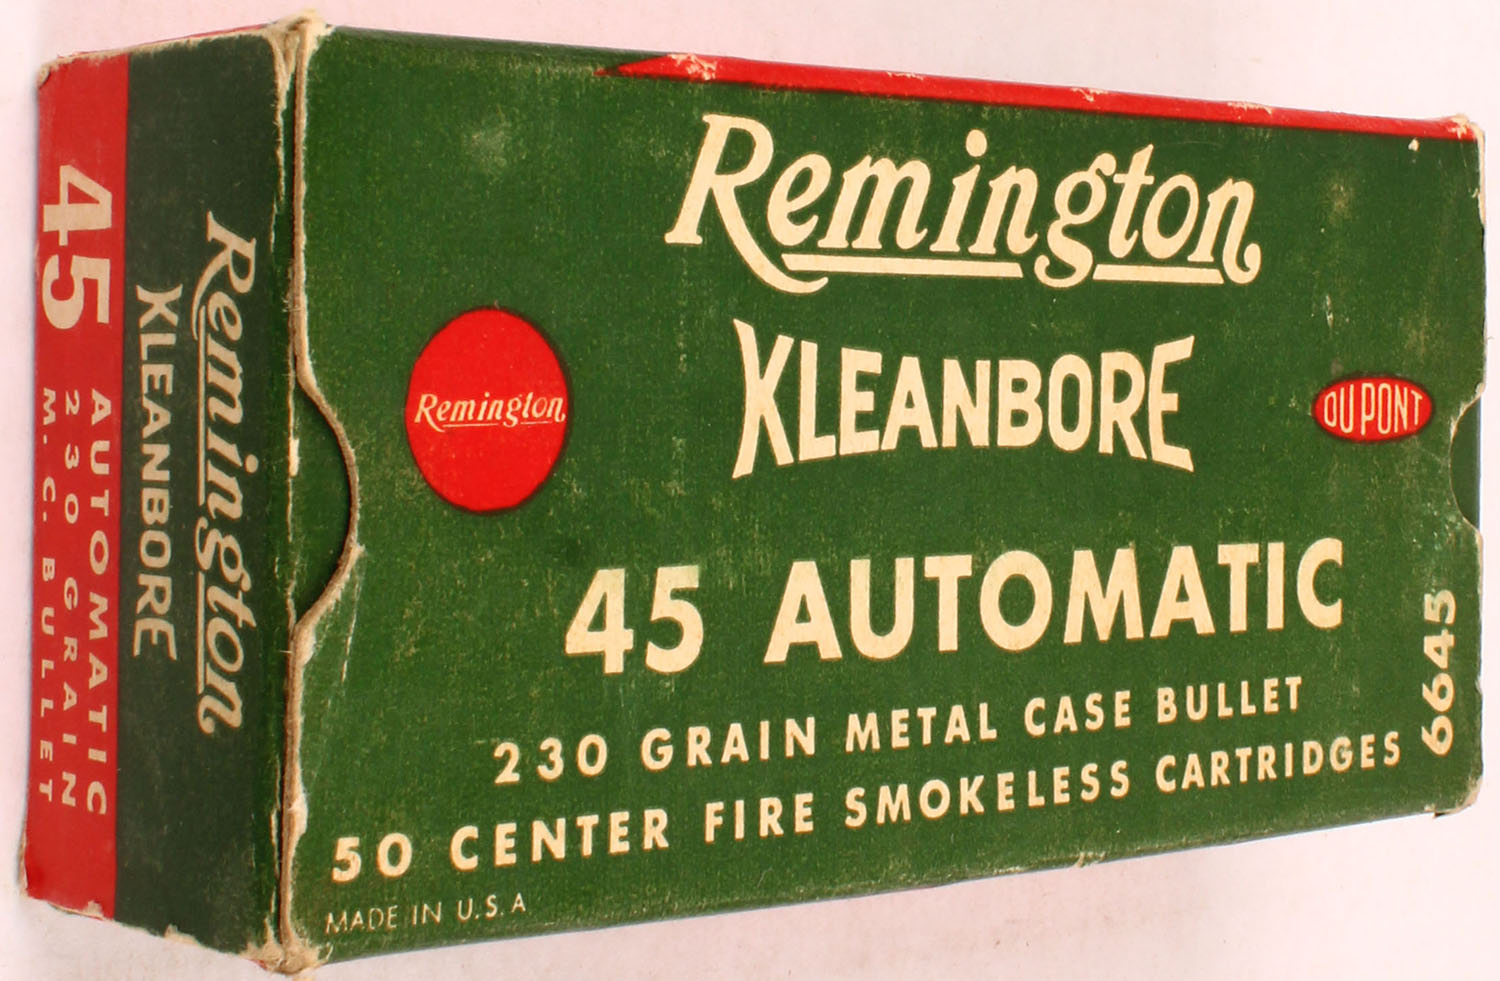 Remington
KLEANBORE
Remington
DU PONT
45 AUTOMATIC
230 GRAIN METAL CASE BULLET
50 CENTER FIRE SMOKELESS CARTRIDGES
MADE IN U.S.A
6645
Remington
KLEANBORE
45 AUTOMATIC
230 GRAIN
M.C. BULLET